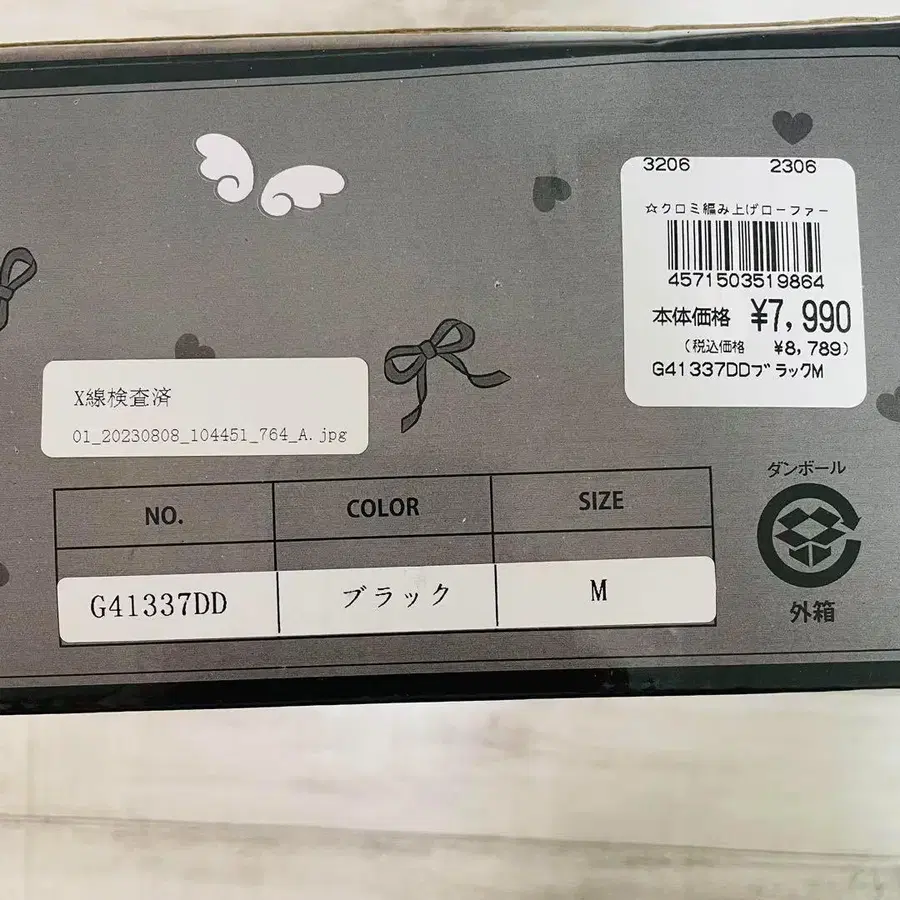 3206 2306
☆クロミ編み上げローファー
4571503519864
本体価格 ¥7,990
(税込価格 ¥8,789)
G41337DDブラックM
X線検査済
01_20230808_104451_764_A.jpg
NO. COLOR SIZE
G41337DD ブラック M
ダンボール
外箱